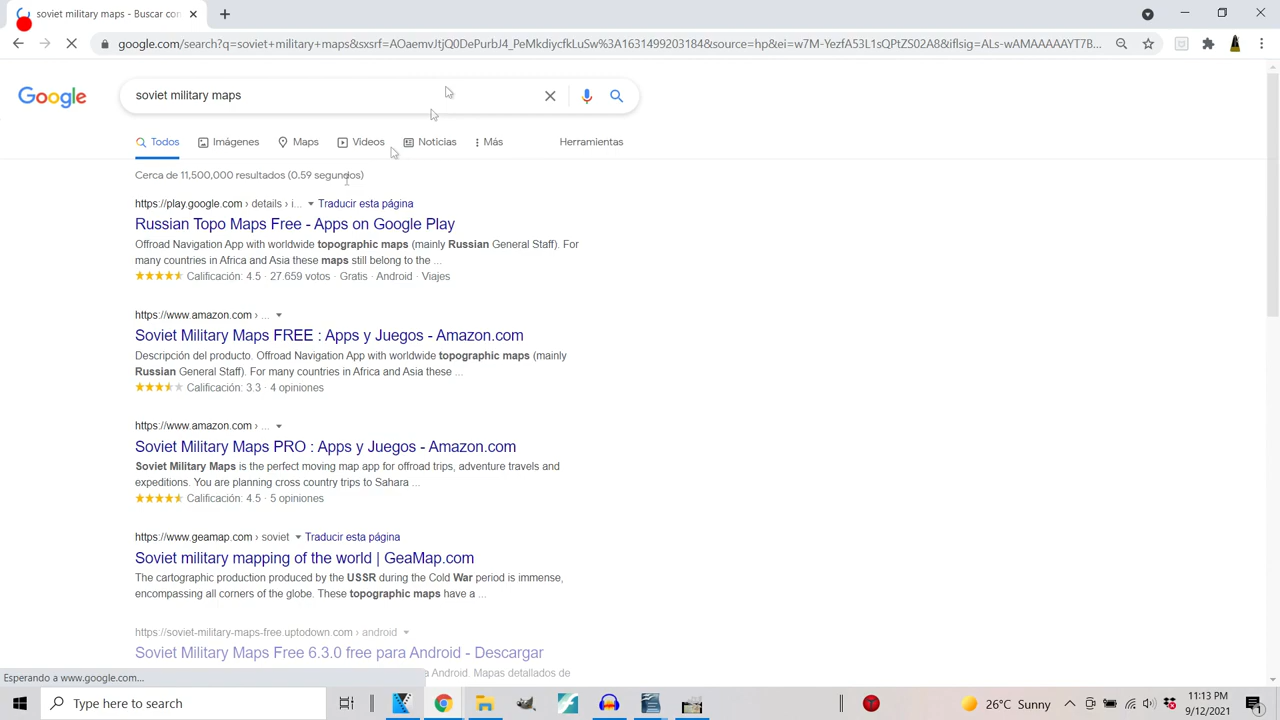 soviet military maps - Buscar con
google.com/search?q=soviet+military+maps&sxsrf=AOaemvJtjQ0DePurbJ4_PeMkdiycfkLuSw%3A1631499203184&source=hp&ei=w7M-YezfA53L1sQPtZS02A8&iflsig=ALs-wAMAAAAAYT7B...
Google
soviet military maps
Todos Imágenes Maps Videos Noticias Más Herramientas
Cerca de 11,500,000 resultados (0.59 segundos)
https://play.google.com › details › i... Traducir esta página
Russian Topo Maps Free - Apps on Google Play
Offroad Navigation App with worldwide topographic maps (mainly Russian General Staff). For
many countries in Africa and Asia these maps still belong to the ...
Calificación: 4.5 · 27.659 votos · Gratis · Android · Viajes
https://www.amazon.com › ...
Soviet Military Maps FREE : Apps y Juegos - Amazon.com
Descripción del producto. Offroad Navigation App with worldwide topographic maps (mainly
Russian General Staff). For many countries in Africa and Asia these ...
Calificación: 3.3 · 4 opiniones
https://www.amazon.com › ...
Soviet Military Maps PRO : Apps y Juegos - Amazon.com
Soviet Military Maps is the perfect moving map app for offroad trips, adventure travels and
expeditions. You are planning cross country trips to Sahara ...
Calificación: 4.5 · 5 opiniones
https://www.geamap.com › soviet Traducir esta página
Soviet military mapping of the world | GeaMap.com
The cartographic production produced by the USSR during the Cold War period is immense,
encompassing all corners of the globe. These topographic maps have a ...
https://soviet-military-maps-free.uptodown.com › android
Soviet Military Maps Free 6.3.0 free para Android - Descargar
a Android. Mapas detallados de
Esperando a www.google.com...
Type here to search
26°C Sunny
11:13 PM
9/12/2021
1